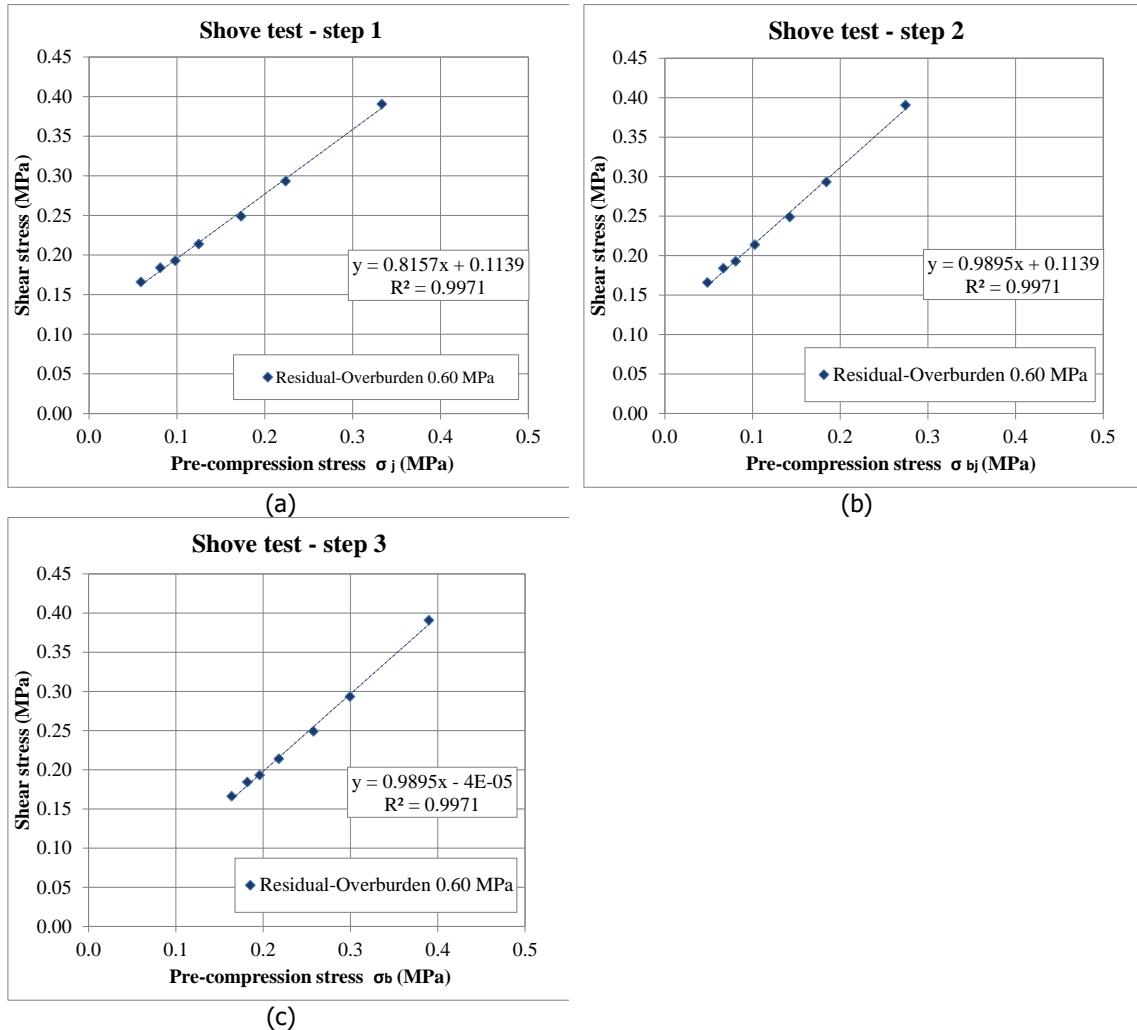 Shove test - step 1
0.45
0.40
0.35
0.30
0.25
0.20
0.15
0.10
0.05
0.00
Shear stress (MPa)
y = 0.8157x + 0.1139
R² = 0.9971
Residual-Overburden 0.60 MPa
0.0 0.1 0.2 0.3 0.4 0.5
Pre-compression stress σ j (MPa)
(a)
Shove test - step 2
0.45
0.40
0.35
0.30
0.25
0.20
0.15
0.10
0.05
0.00
Shear stress (MPa)
y = 0.9895x + 0.1139
R² = 0.9971
Residual-Overburden 0.60 MPa
0.0 0.1 0.2 0.3 0.4 0.5
Pre-compression stress σ bj (MPa)
(b)
Shove test - step 3
0.45
0.40
0.35
0.30
0.25
0.20
0.15
0.10
0.05
0.00
Shear stress (MPa)
y = 0.9895x - 4E-05
R² = 0.9971
Residual-Overburden 0.60 MPa
0.0 0.1 0.2 0.3 0.4 0.5
Pre-compression stress σb (MPa)
(c)